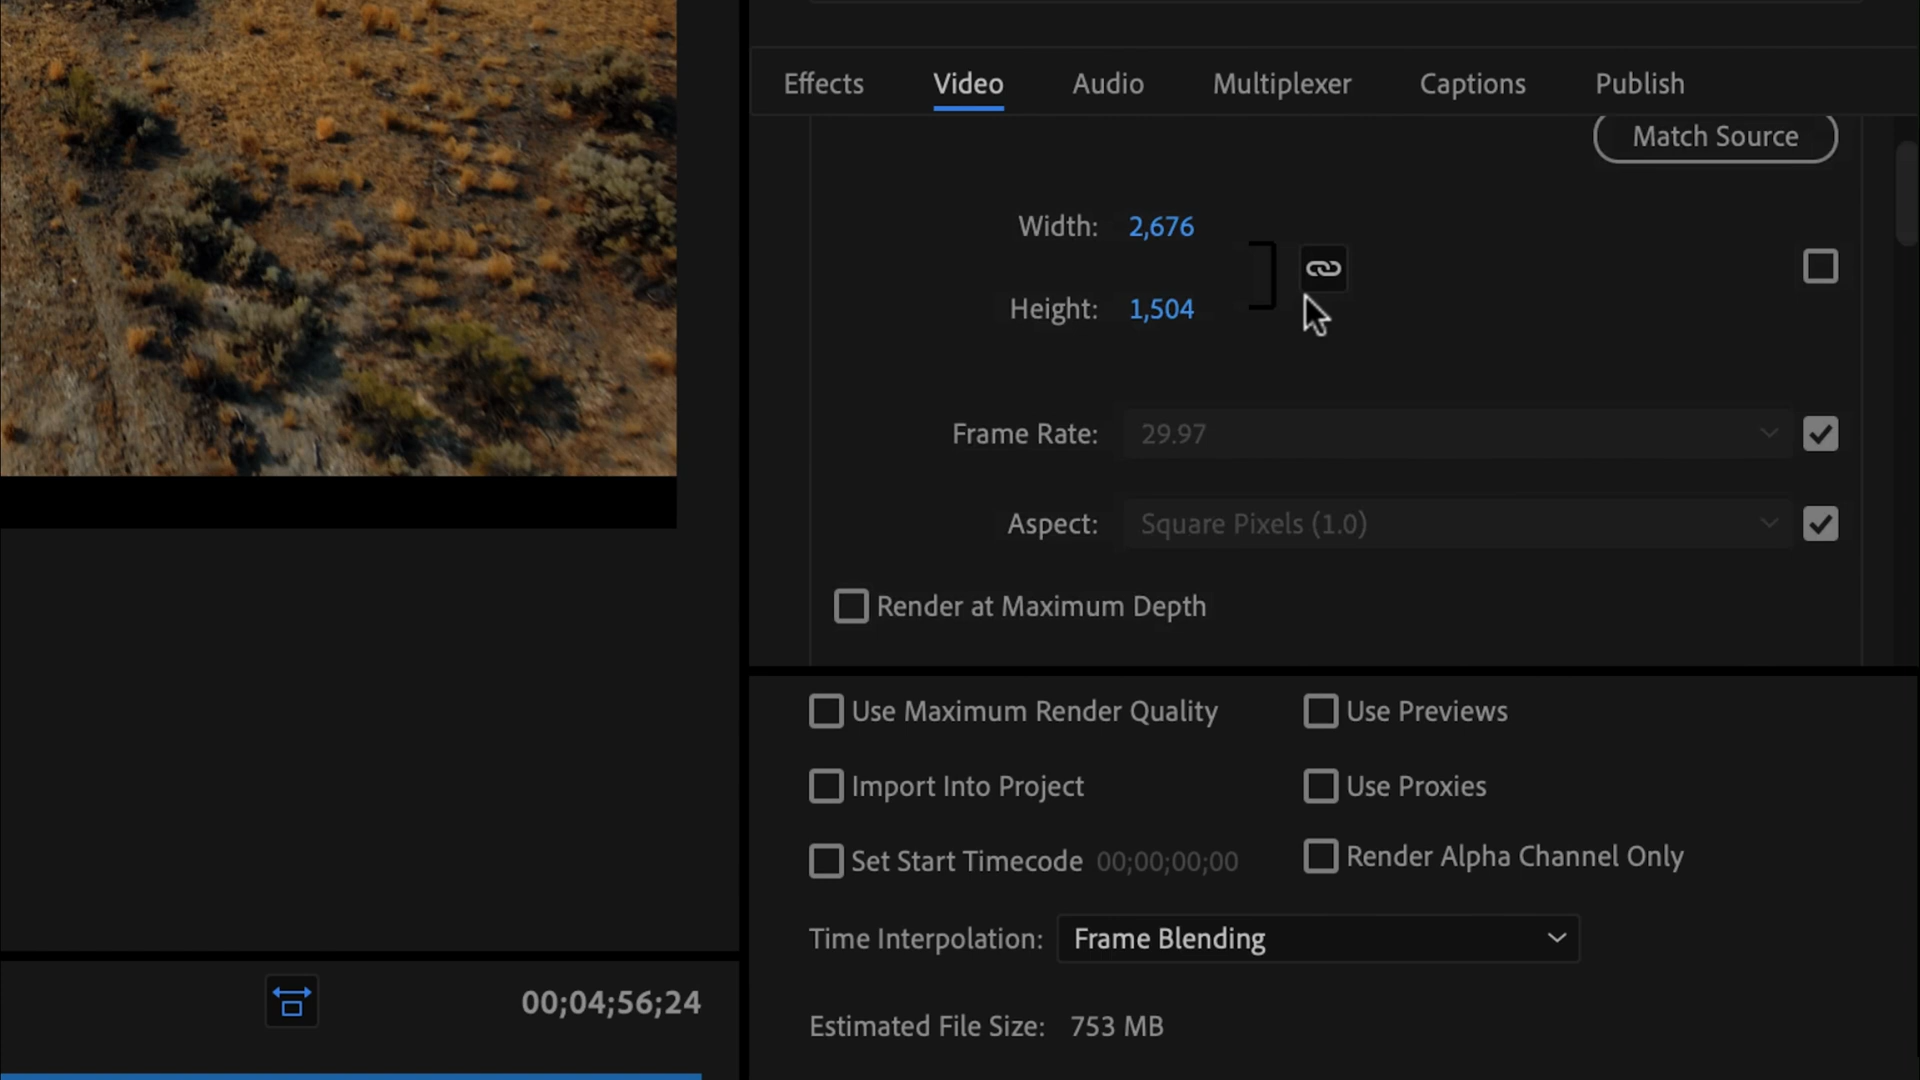 Effects Video Audio Multiplexer Captions Publish
Match Source
Width: 2,676
Height: 1,504
Frame Rate: 29.97
Aspect: Square Pixels (1.0)
Render at Maximum Depth
Use Maximum Render Quality Use Previews
Import Into Project Use Proxies
Set Start Timecode 00;00;00;00 Render Alpha Channel Only
Time Interpolation: Frame Blending
00;04;56;24
Estimated File Size: 753 MB